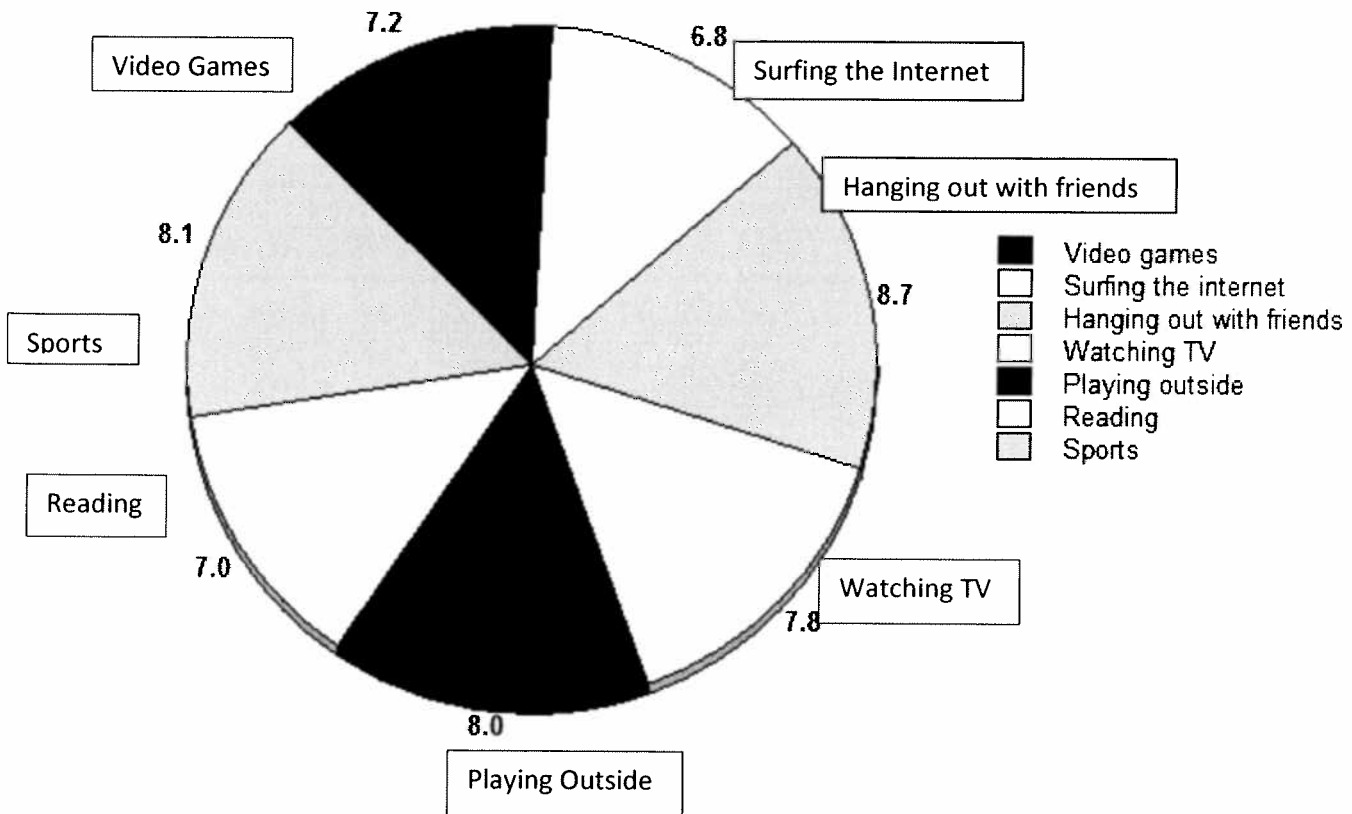 7.2
6.8
Video Games
Surfing the Internet
Hanging out with friends
8.1
Video games
Surfing the internet
Hanging out with friends
Watching TV
Playing outside
Reading
Sports
8.7
Sports
Reading
7.0
Watching TV
7.8
8.0
Playing Outside